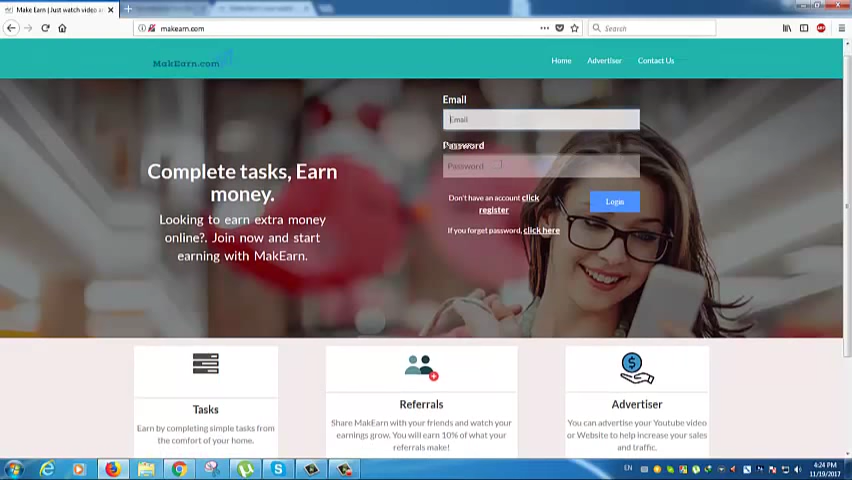 Make Earn | Just watch video a
makearn.com
Search
MakEarn.com
Home
Advertiser
Contact Us
Email
Email
Password
Password
Don't have an account click
register
Login
If you forget password, click here
Complete tasks, Earn
money.
Looking to earn extra money
online?. Join now and start
earning with MakEarn.
Tasks
Earn by completing simple tasks from
the comfort of your home.
Referrals
Share MakEarn with your friends and watch your
earnings grow. You will earn 10% of what your
referrals make!
Advertiser
You can advertise your Youtube video
or Website to help increase your sales
and traffic.
EN
4:24 PM
11/19/2017